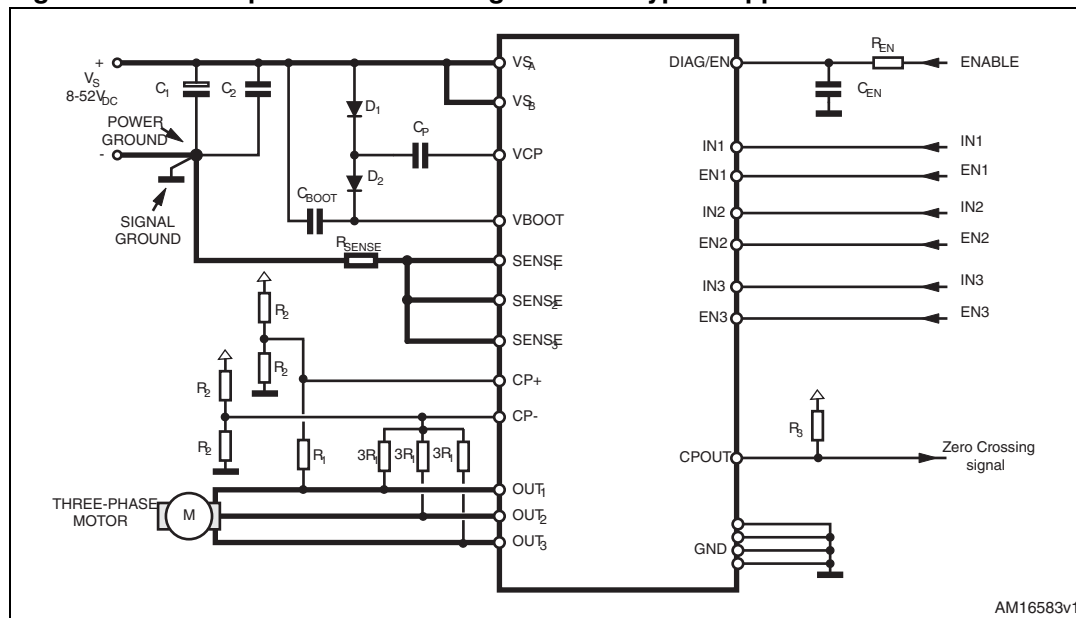 +
VS
8-52VDC
-
POWER
GROUND
SIGNAL
GROUND
C1
C2
D1
D2
CP
CBOOT
RSENSE
VSA
VSB
VCP
VBOOT
SENSE1
SENSE2
SENSE3
CP+
CP-
OUT1
OUT2
OUT3
R2
R2
R2
R2
R1
3R1
3R1
3R1
THREE-PHASE
MOTOR
M
DIAG/EN
REN
CEN
ENABLE
IN1
IN1
EN1
EN1
IN2
IN2
EN2
EN2
IN3
IN3
EN3
EN3
R3
CPOUT
Zero Crossing
signal
GND
AM16583v1